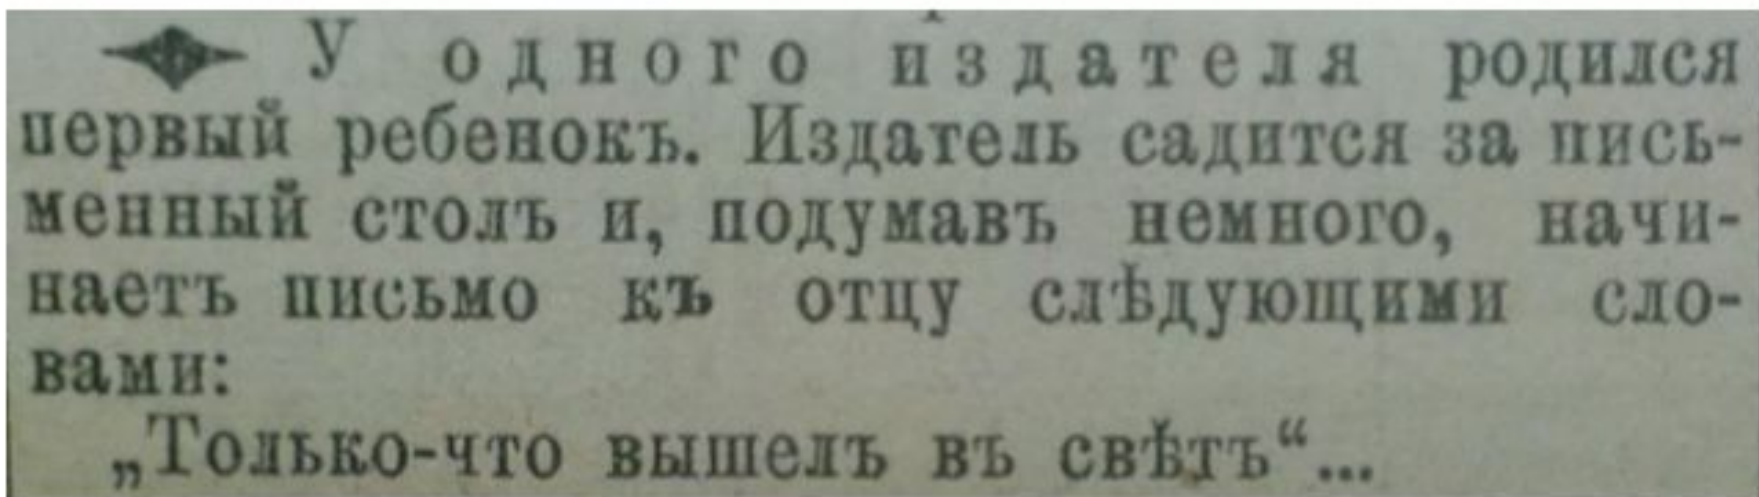 У одного издателя родился
первый ребенокъ. Издатель садится за пись-
менный столъ и, подумавъ немного, начи-
наетъ письмо къ отцу слѣдующими сло-
вами:
„Только-что вышелъ въ свѣтъ“...